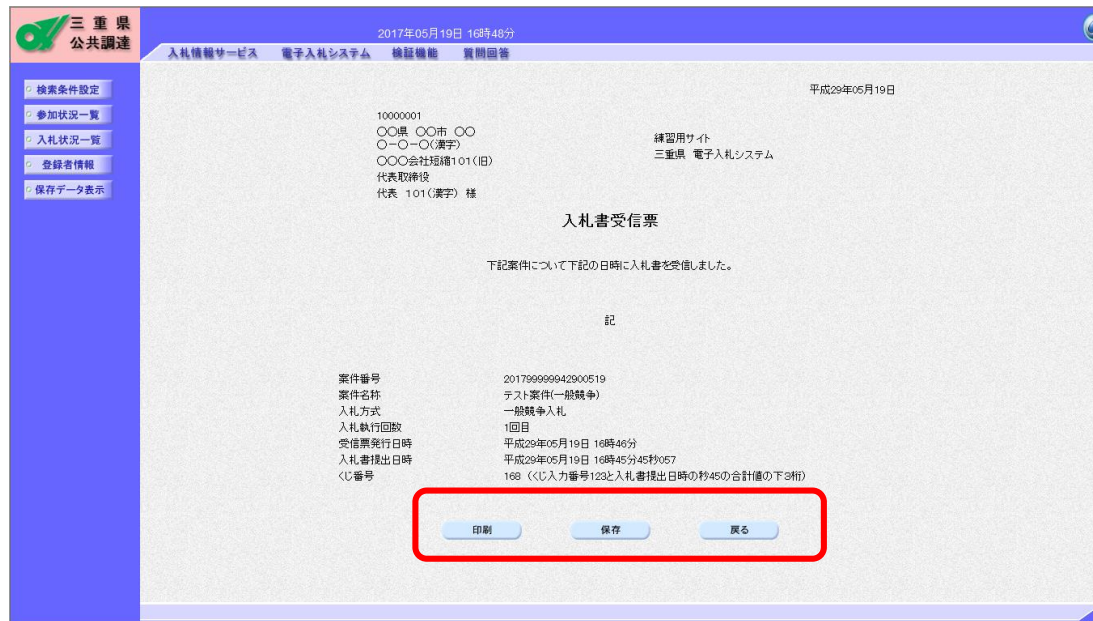 三重県
公共調達
2017年05月19日 16時48分
入札情報サービス 電子入札システム 検証機能 質問回答
検索条件設定
参加状況一覧
入札状況一覧
登録者情報
保存データ表示
平成29年05月19日
10000001
〇〇県 〇〇市 〇〇
〇-〇-〇(漢字)
〇〇〇会社短縮101(旧)
代表取締役
代表 101(漢字) 様
練習用サイト
三重県 電子入札システム
入札書受信票
下記案件について下記の日時に入札書を受信しました。
記
案件番号 201799999942900519
案件名称 テスト案件(一般競争)
入札方式 一般競争入札
入札執行回数 1回目
受信票発行日時 平成29年05月19日 16時46分
入札書提出日時 平成29年05月19日 16時45分45秒057
くじ番号 168 (くじ入力番号123と入札書提出日時の秒45の合計値の下3桁)
印刷 保存 戻る